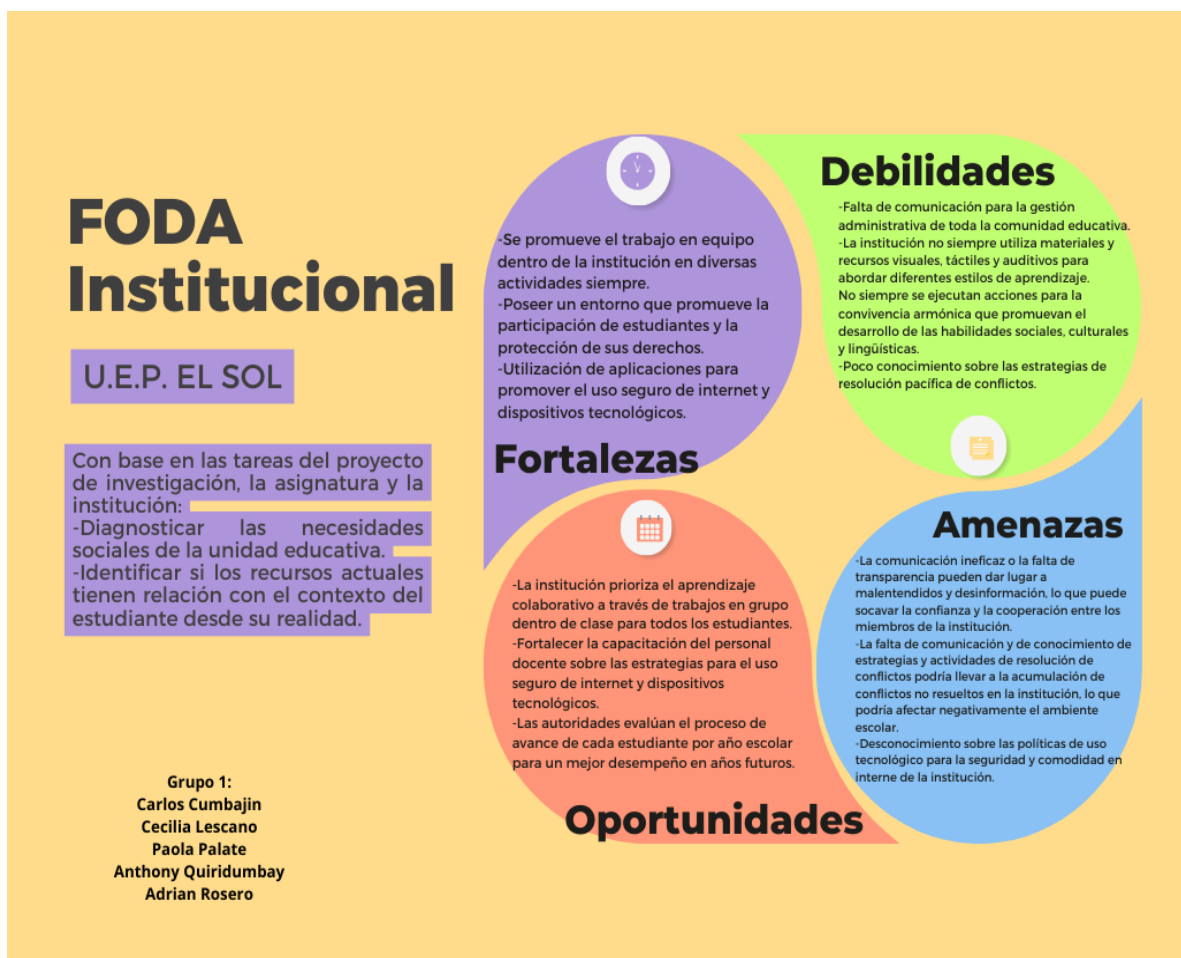 FODA
Institucional
U.E.P. EL SOL
Con base en las tareas del proyecto
de investigación, la asignatura y la
institución:
-Diagnosticar las necesidades
sociales de la unidad educativa.
-Identificar si los recursos actuales
tienen relación con el contexto del
estudiante desde su realidad.
Grupo 1:
Carlos Cumbajin
Cecilia Lescano
Paola Palate
Anthony Quiridumbay
Adrian Rosero
-Se promueve el trabajo en equipo
dentro de la institución en diversas
actividades siempre.
-Poseer un entorno que promueve la
participación de estudiantes y la
protección de sus derechos.
-Utilización de aplicaciones para
promover el uso seguro de internet y
dispositivos tecnológicos.
Fortalezas
Debilidades
-Falta de comunicación para la gestión
administrativa de toda la comunidad educativa.
-La institución no siempre utiliza materiales y
recursos visuales, táctiles y auditivos para
abordar diferentes estilos de aprendizaje.
No siempre se ejecutan acciones para la
convivencia armónica que promuevan el
desarrollo de las habilidades sociales, culturales
y lingüísticas.
-Poco conocimiento sobre las estrategias de
resolución pacífica de conflictos.
-La institución prioriza el aprendizaje
colaborativo a través de trabajos en grupo
dentro de clase para todos los estudiantes.
-Fortalecer la capacitación del personal
docente sobre las estrategias para el uso
seguro de internet y dispositivos
tecnológicos.
-Las autoridades evalúan el proceso de
avance de cada estudiante por año escolar
para un mejor desempeño en años futuros.
Oportunidades
Amenazas
-La comunicación ineficaz o la falta de
transparencia pueden dar lugar a
malentendidos y desinformación, lo que puede
socavar la confianza y la cooperación entre los
miembros de la institución.
-La falta de comunicación y de conocimiento de
estrategias y actividades de resolución de
conflictos podría llevar a la acumulación de
conflictos no resueltos en la institución, lo que
podría afectar negativamente el ambiente
escolar.
-Desconocimiento sobre las políticas de uso
tecnológico para la seguridad y comodidad en
interne de la institución.